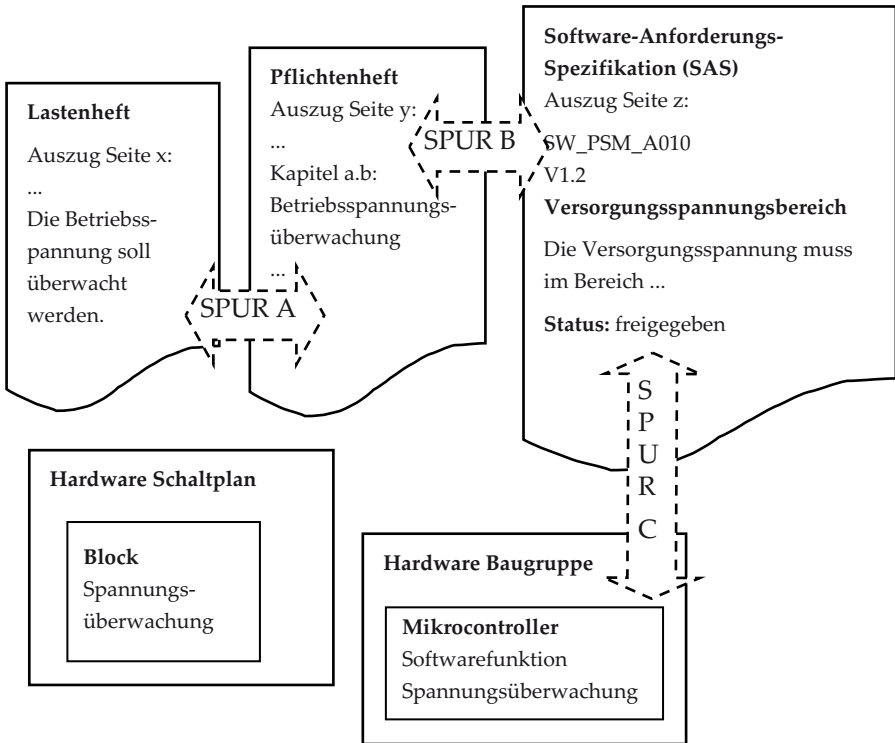 Lastenheft
Auszug Seite x:
...
Die Betriebss-
spannung soll
überwacht
werden.
SPUR A
Pflichtenheft
Auszug Seite y:
...
Kapitel a.b:
Betriebsspannungs-
überwachung
...
SPUR B
Software-Anforderungs-
Spezifikation (SAS)
Auszug Seite z:
SW_PSM_A010
V1.2
Versorgungsspannungsbereich
Die Versorgungsspannung muss
im Bereich ...
Status: freigegeben
S
P
U
R
C
Hardware Schaltplan
Block
Spannungs-
überwachung
Hardware Baugruppe
Mikrocontroller
Softwarefunktion
Spannungsüberwachung